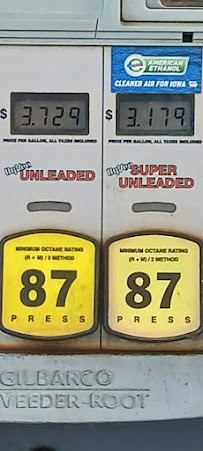 AMERICAN
ETHANOL
CLEANER AIR FOR IOWA
$ 3.729
$ 3.179
PRICE PER GALLON, ALL TAXES INCLUDED
PRICE PER GALLON, ALL TAXES INCLUDED
HyVee
UNLEADED
HyVee SUPER
UNLEADED
MINIMUM OCTANE RATING
(R + M) / 2 METHOD
87
PRESS
MINIMUM OCTANE RATING
(R + M) / 2 METHOD
87
PRESS
GILBARCO
VEEDER-ROOT